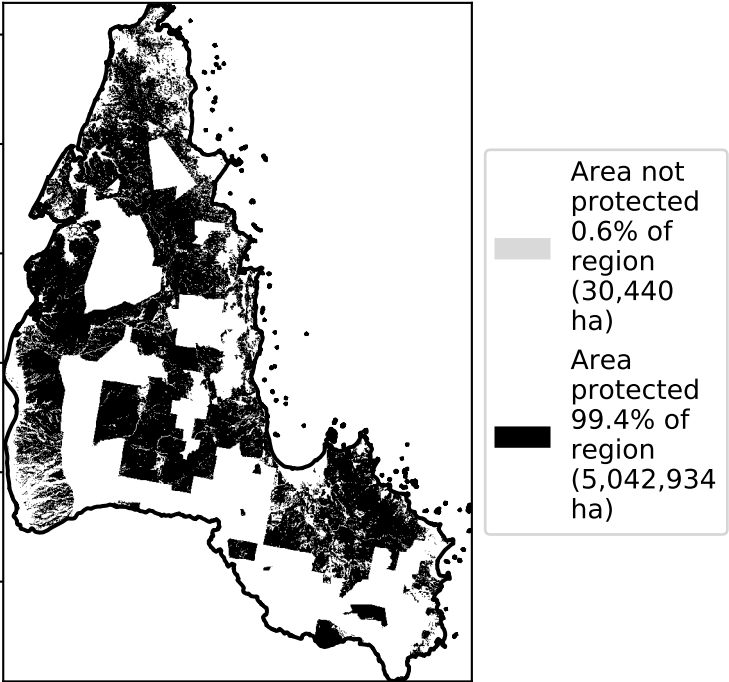 Area not
protected
0.6% of
region
(30,440
ha)
Area
protected
99.4% of
region
(5,042,934
ha)